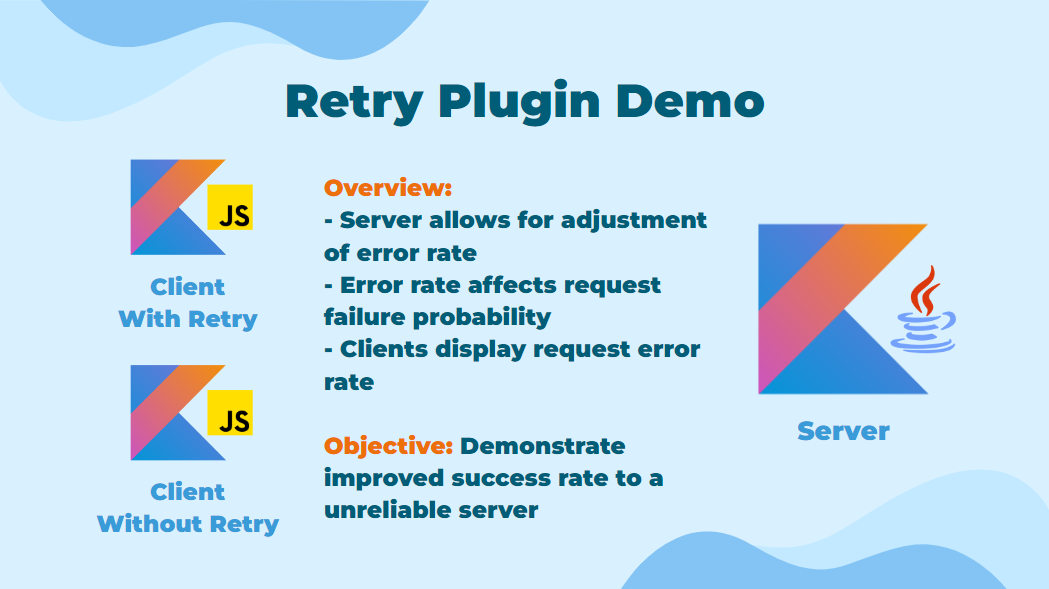 Retry Plugin Demo
JS
Client
With Retry
JS
Client
Without Retry
Overview:
- Server allows for adjustment
of error rate
- Error rate affects request
failure probability
- Clients display request error
rate
Objective: Demonstrate
improved success rate to a
unreliable server
Server